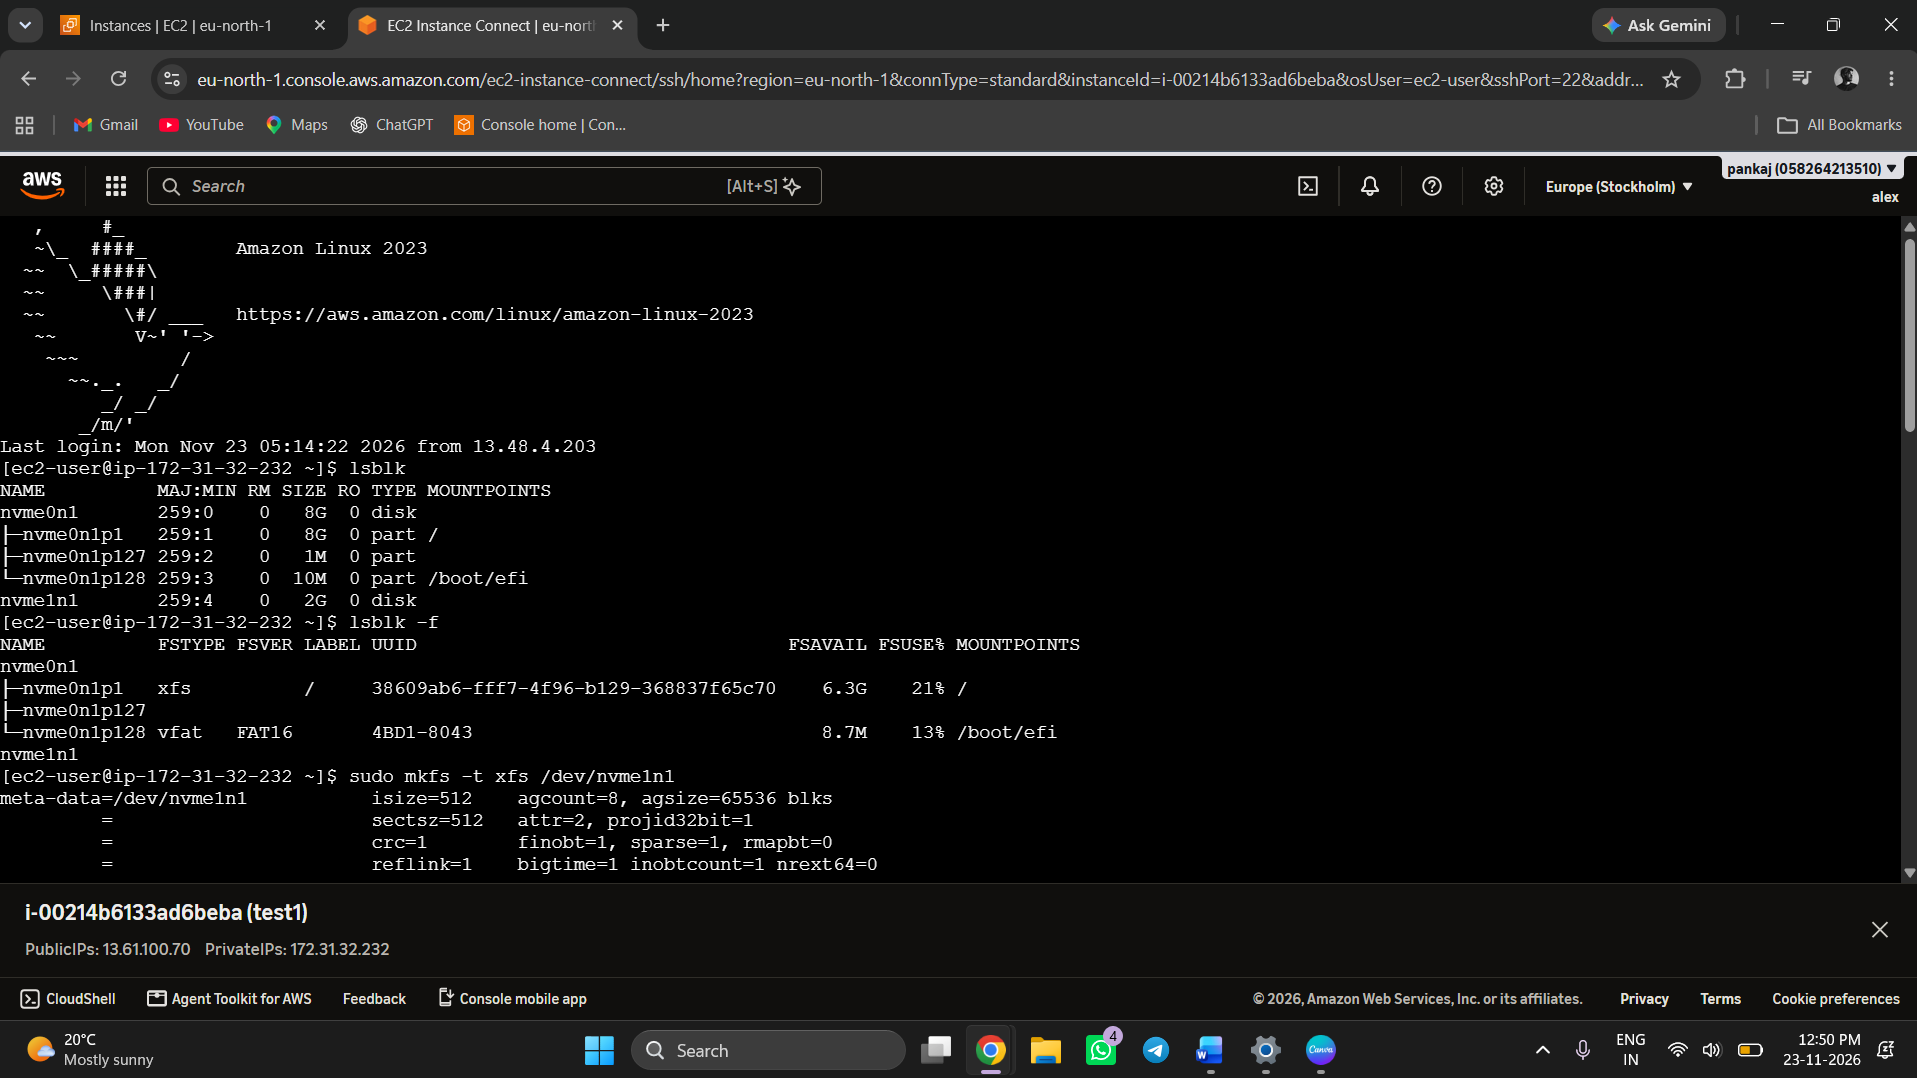 Instances | EC2 | eu-north-1
EC2 Instance Connect | eu-nort
Ask Gemini
eu-north-1.console.aws.amazon.com/ec2-instance-connect/ssh/home?region=eu-north-1&connType=standard&instanceId=i-00214b6133ad6beba&osUser=ec2-user&sshPort=22&addr...
Gmail
YouTube
Maps
ChatGPT
Console home | Con...
All Bookmarks
aws
Search
[Alt+S]
Europe (Stockholm)
pankaj (058264213510)
alex
   ,     #_
   ~\_  ####_        Amazon Linux 2023
  ~~  \_#####\
  ~~     \###|
  ~~       \#/ ___   https://aws.amazon.com/linux/amazon-linux-2023
   ~~       V~' '->
    ~~~         /
      ~~._.   _/
         _/ _/
       _/m/'
Last login: Mon Nov 23 05:14:22 2026 from 13.48.4.203
[ec2-user@ip-172-31-32-232 ~]$ lsblk
NAME          MAJ:MIN RM SIZE RO TYPE MOUNTPOINTS
nvme0n1       259:0    0   8G  0 disk
├─nvme0n1p1   259:1    0   8G  0 part /
├─nvme0n1p127 259:2    0   1M  0 part
└─nvme0n1p128 259:3    0  10M  0 part /boot/efi
nvme1n1       259:4    0   2G  0 disk
[ec2-user@ip-172-31-32-232 ~]$ lsblk -f
NAME          FSTYPE FSVER LABEL UUID                                 FSAVAIL FSUSE% MOUNTPOINTS
nvme0n1
├─nvme0n1p1   xfs          /     38609ab6-fff7-4f96-b129-368837f65c70    6.3G    21% /
├─nvme0n1p127
└─nvme0n1p128 vfat   FAT16       4BD1-8043                               8.7M    13% /boot/efi
nvme1n1
[ec2-user@ip-172-31-32-232 ~]$ sudo mkfs -t xfs /dev/nvme1n1
meta-data=/dev/nvme1n1           isize=512    agcount=8, agsize=65536 blks
         =                       sectsz=512   attr=2, projid32bit=1
         =                       crc=1        finobt=1, sparse=1, rmapbt=0
         =                       reflink=1    bigtime=1 inobtcount=1 nrext64=0
i-00214b6133ad6beba (test1)
PublicIPs: 13.61.100.70 PrivateIPs: 172.31.32.232
CloudShell
Agent Toolkit for AWS
Feedback
Console mobile app
© 2026, Amazon Web Services, Inc. or its affiliates.
Privacy
Terms
Cookie preferences
20°C
Mostly sunny
Search
4
W
Canva
ENG
IN
12:50 PM
23-11-2026